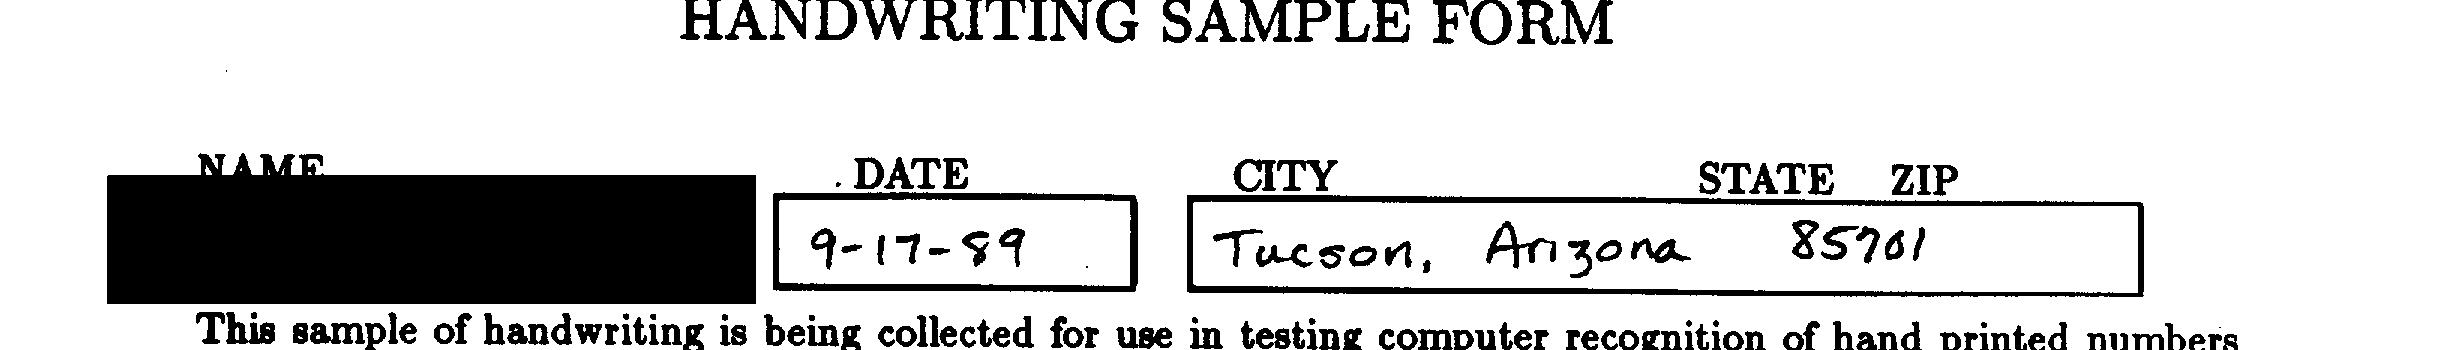 HANDWRITING SAMPLE FORM
NAME DATE CITY STATE ZIP
9-17-89 Tucson, Arizona 85701
This sample of handwriting is being collected for use in testing computer recognition of hand printed numbers